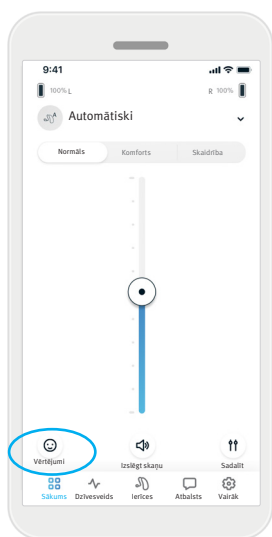 9:41
100% L R 100%
Automātiski
Normāls Komforts Skaidrība
Vērtējumi Izslēgt skaņu Sadalīt
Sākums Dzīvesveids Ierīces Atbalsts Vairāk